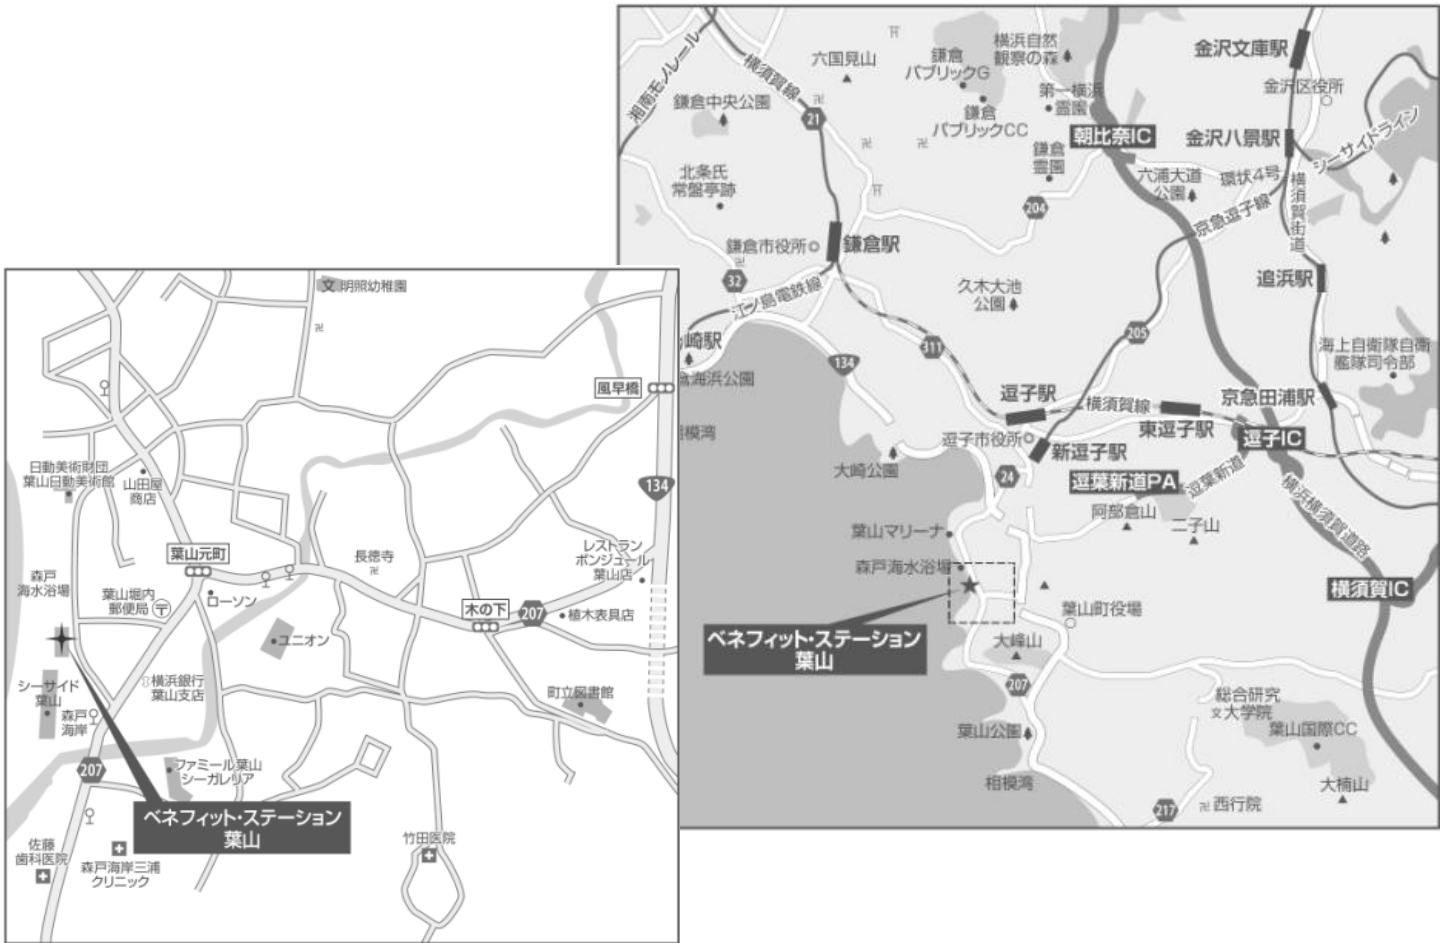 湘南モノレール
横須賀線
21
六国見山
鎌倉
パブリックG
鎌倉
パブリックCC
横浜自然
観察の森
第一横浜
霊園
金沢文庫駅
金沢区役所
鎌倉中央公園
朝比奈IC
金沢八景駅
シーサイドライン
北条氏
常盤亭跡
鎌倉
霊園
六浦大道
公園
環状4号
横須賀街道
204
京急逗子線
鎌倉市役所
鎌倉駅
32
江ノ島電鉄線
久木大池
公園
追浜駅
205
311
134
崎駅
海浜公園
海上自衛隊自衛
艦隊司令部
逗子駅
横須賀線
京急田浦駅
東逗子駅
逗子市役所
新逗子駅
逗子IC
相模湾
大崎公園
24
逗葉新道PA
逗葉新道
横浜横須賀道路
阿部倉山
二子山
葉山マリーナ
森戸海水浴場
横須賀IC
葉山町役場
ベネフィット・ステーション
葉山
大峰山
207
総合研究
文大学院
葉山公園
葉山国際CC
相模湾
大楠山
217
西行院
文
明照幼稚園
風早橋
日動美術財団
葉山日動美術館
山田屋
商店
134
葉山元町
長徳寺
レストラン
ボンジュール
葉山店
森戸
海水浴場
葉山堀内
郵便局
〒
ローソン
木の下
207
植木表具店
ユニオン
シーサイド
葉山
横浜銀行
葉山支店
森戸
海岸
町立図書館
207
ファミール葉山
シーガレリア
ベネフィット・ステーション
葉山
佐藤
歯科医院
森戸海岸三浦
クリニック
竹田医院